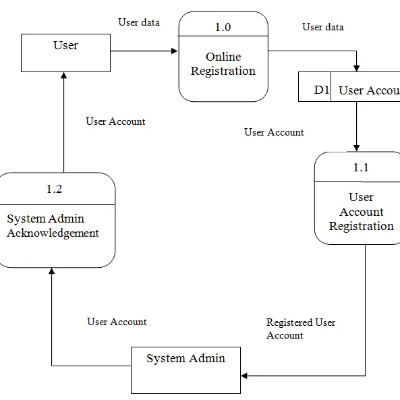 User data
User data
1.0
User
Online
Registration
D1
User Accou
User Account
User Account
1.2
1.1
System Admin
Acknowledgement
User
Account
Registration
User Account
Registered User
Account
System Admin